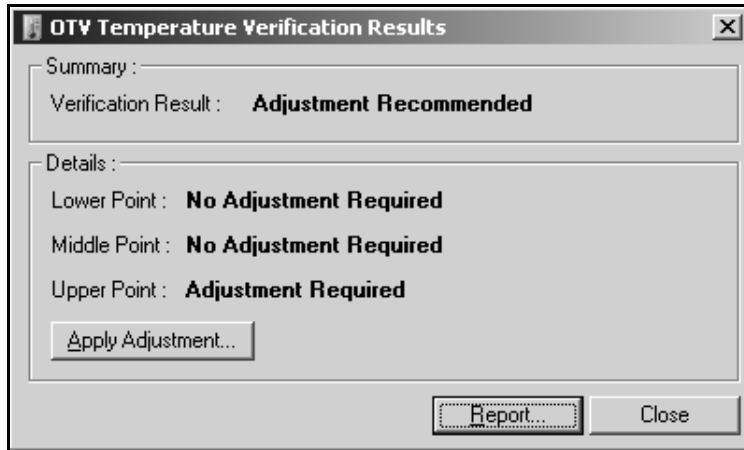 OTV Temperature Verification Results
Summary :
Verification Result : Adjustment Recommended
Details :
Lower Point : No Adjustment Required
Middle Point : No Adjustment Required
Upper Point : Adjustment Required
Apply Adjustment...
Report... Close